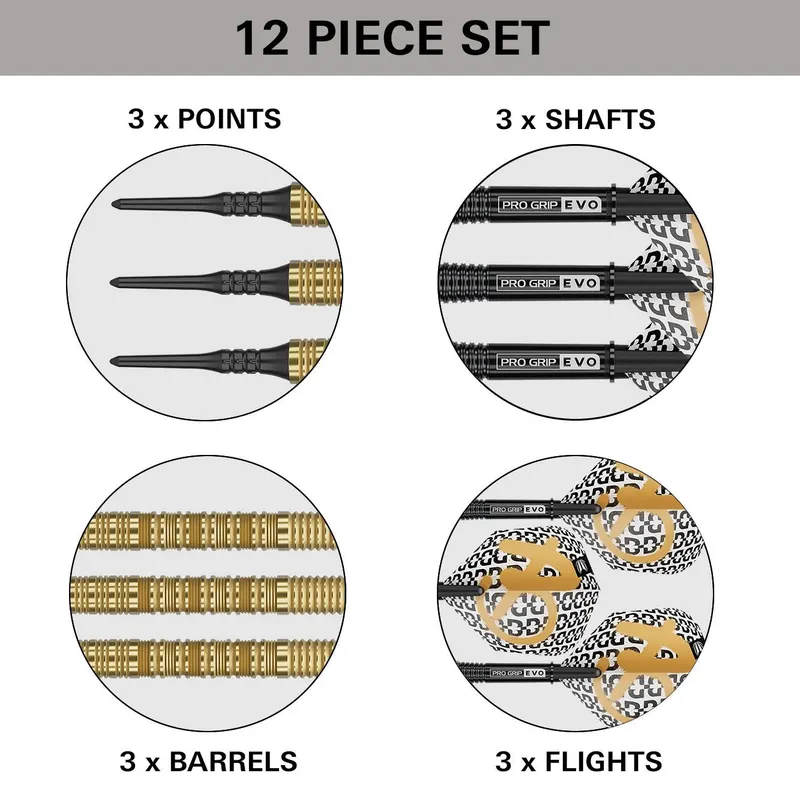 12 PIECE SET
3 x POINTS
3 x SHAFTS
PRO GRIP EVO
PRO GRIP EVO
PRO GRIP EVO
PRO GRIP EVO
PRO GRIP EVO
3 x BARRELS
3 x FLIGHTS